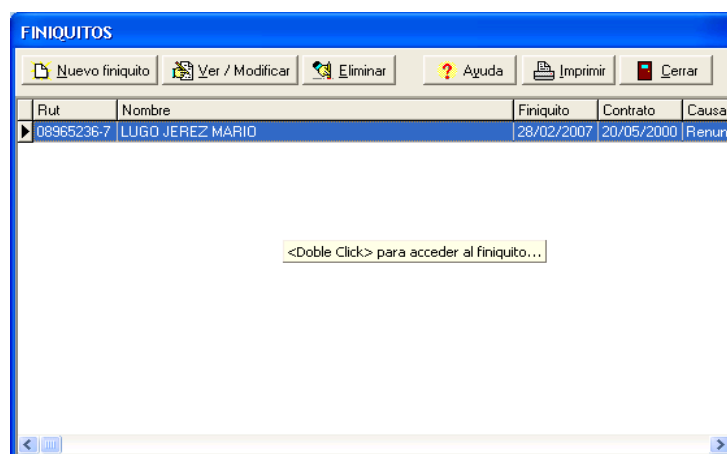 FINIQUITOS
Nuevo finiquito Ver / Modificar Eliminar Ayuda Imprimir Cerrar
Rut Nombre Finiquito Contrato Causa
08965236-7 LUGO JEREZ MARIO 28/02/2007 20/05/2000 Renun
<Doble Click> para acceder al finiquito...